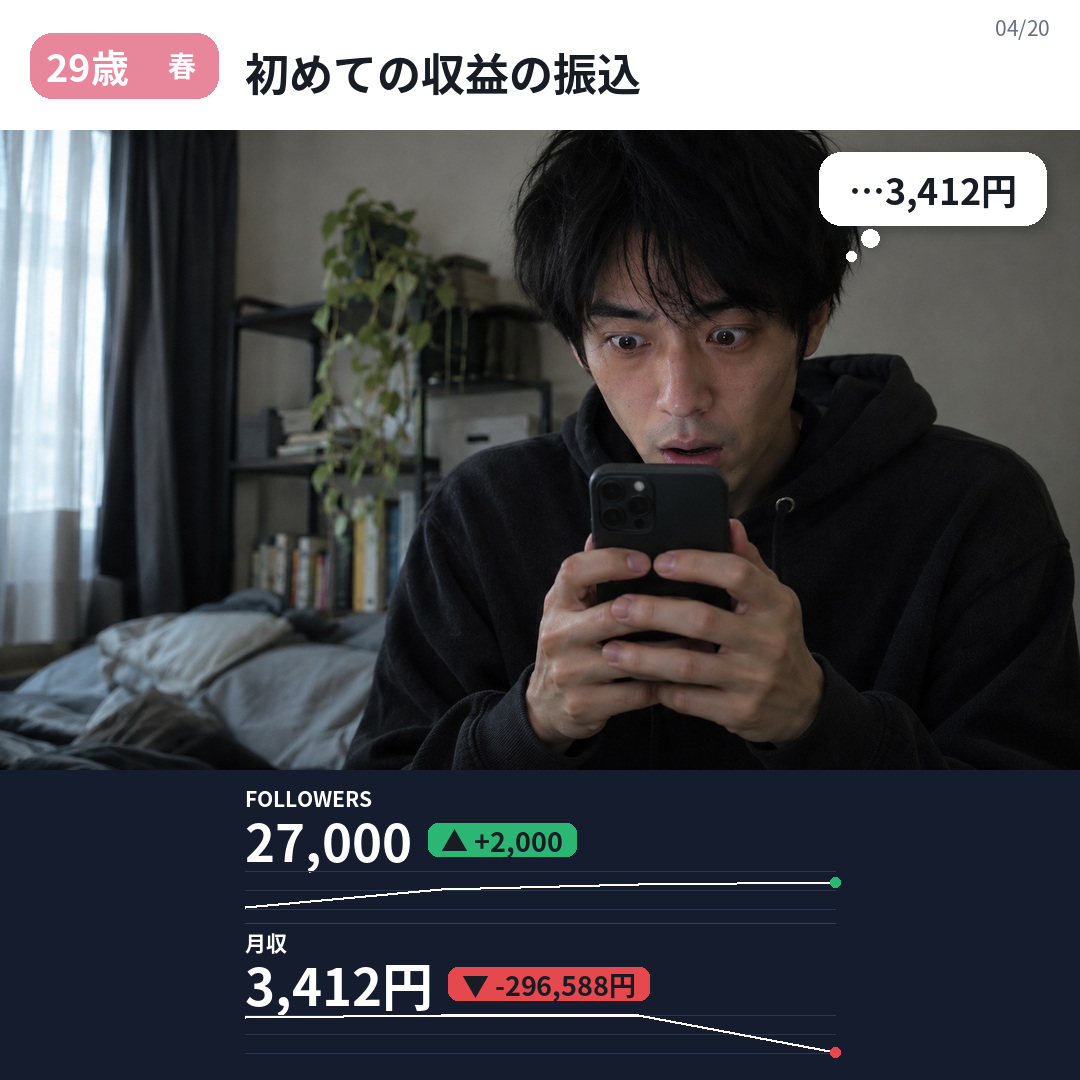 04/20
29歳 春
初めての収益の振込
…3,412円
FOLLOWERS
27,000 ▲ +2,000
月収
3,412円 ▼ -296,588円